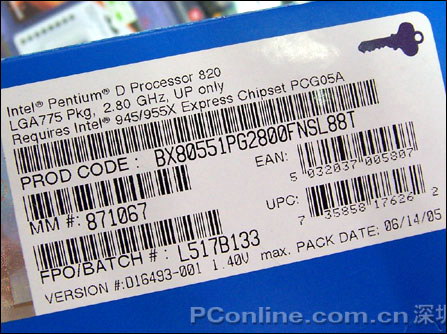 Intel® Pentium® D Processor 820
LGA775 Pkg, 2.80 GHz, UP only
Requires Intel® 945/955X Express Chipset PCG05A
PROD CODE: BX80551PG2800FNSL88T
EAN:
5 032037 005807
MM#: 871067
UPC:
7 35858 17626 2
FPO/BATCH #: L517B133
max. PACK DATE: 06/14/05
VERSION #:D16493-001 1.40V
PConline.com.cn深圳